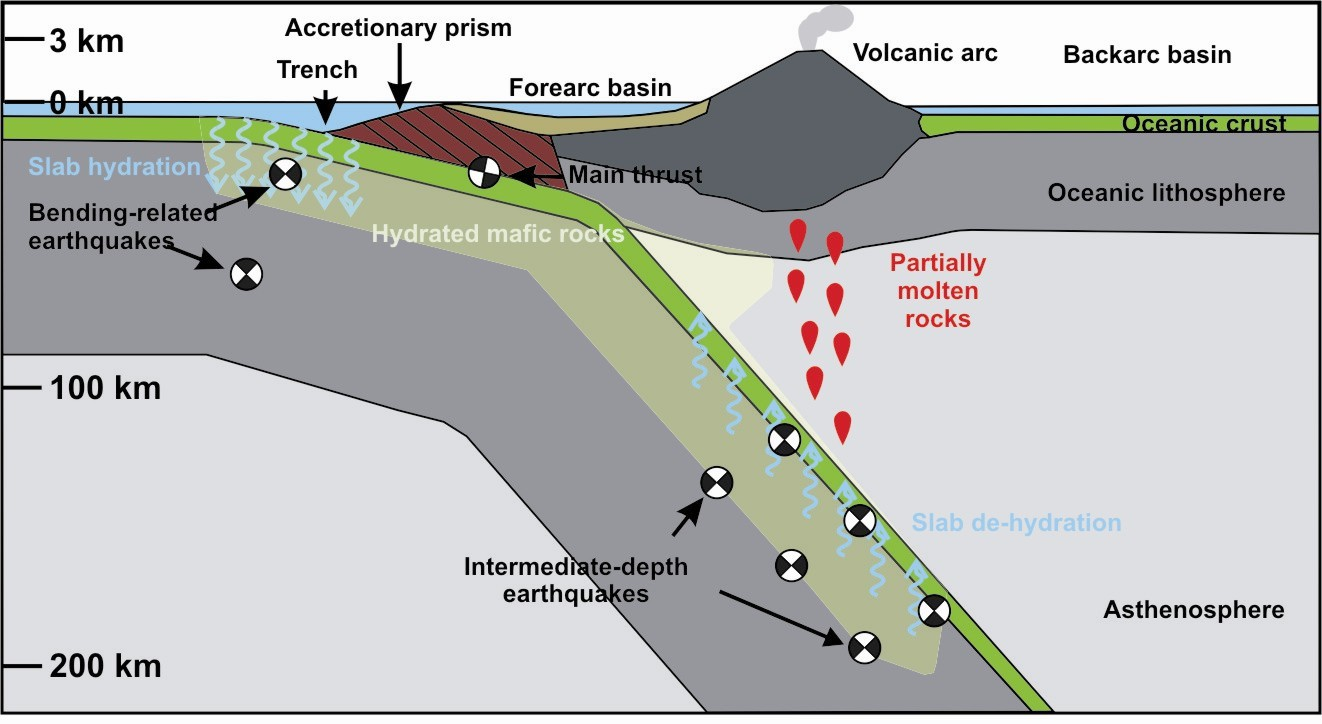 3 km
Accretionary prism
Trench
Volcanic arc
Backarc basin
Forearc basin
0 km
Oceanic crust
Slab hydration
Main thrust
Oceanic lithosphere
Bending-related
earthquakes
Hydrated mafic rocks
Partially
molten
rocks
100 km
Slab de-hydration
Intermediate-depth
earthquakes
Asthenosphere
200 km